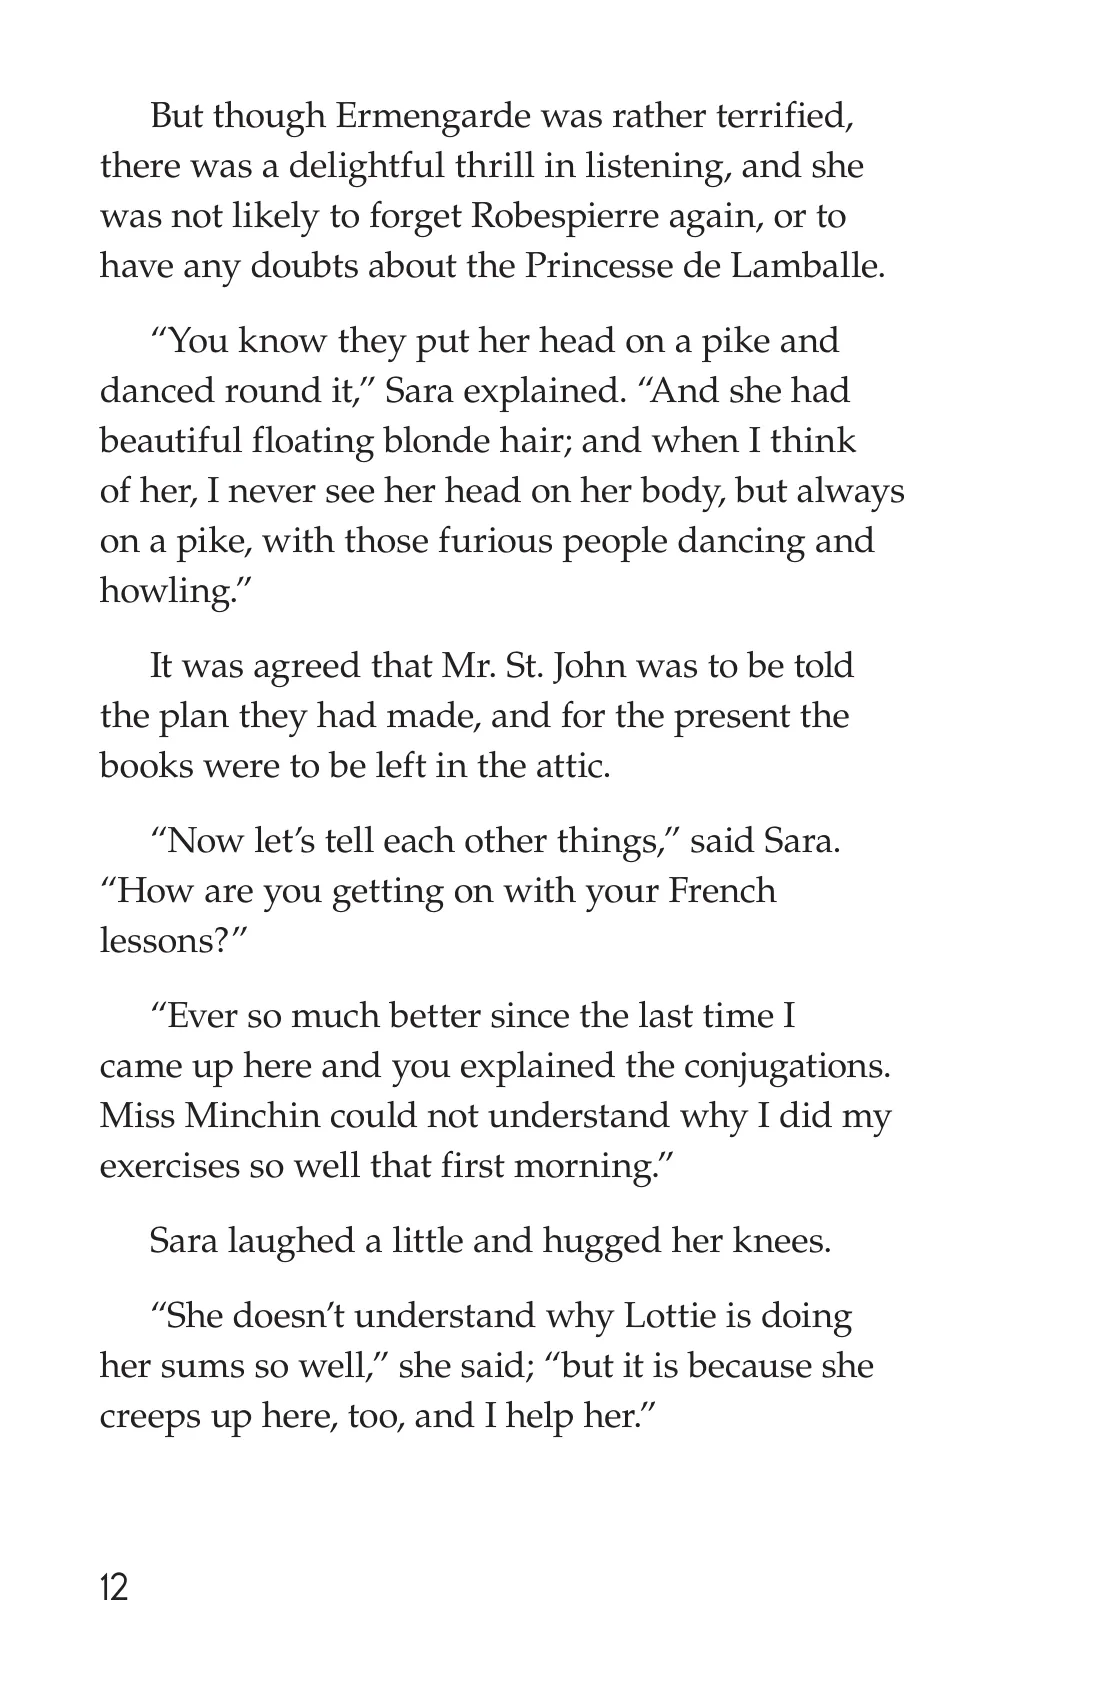 But though Ermengarde was rather terrified,
there was a delightful thrill in listening, and she
was not likely to forget Robespierre again, or to
have any doubts about the Princesse de Lamballe.
“You know they put her head on a pike and
danced round it,” Sara explained. “And she had
beautiful floating blonde hair; and when I think
of her, I never see her head on her body, but always
on a pike, with those furious people dancing and
howling.”
It was agreed that Mr. St. John was to be told
the plan they had made, and for the present the
books were to be left in the attic.
“Now let’s tell each other things,” said Sara.
“How are you getting on with your French
lessons?”
“Ever so much better since the last time I
came up here and you explained the conjugations.
Miss Minchin could not understand why I did my
exercises so well that first morning.”
Sara laughed a little and hugged her knees.
“She doesn’t understand why Lottie is doing
her sums so well,” she said; “but it is because she
creeps up here, too, and I help her.”
12